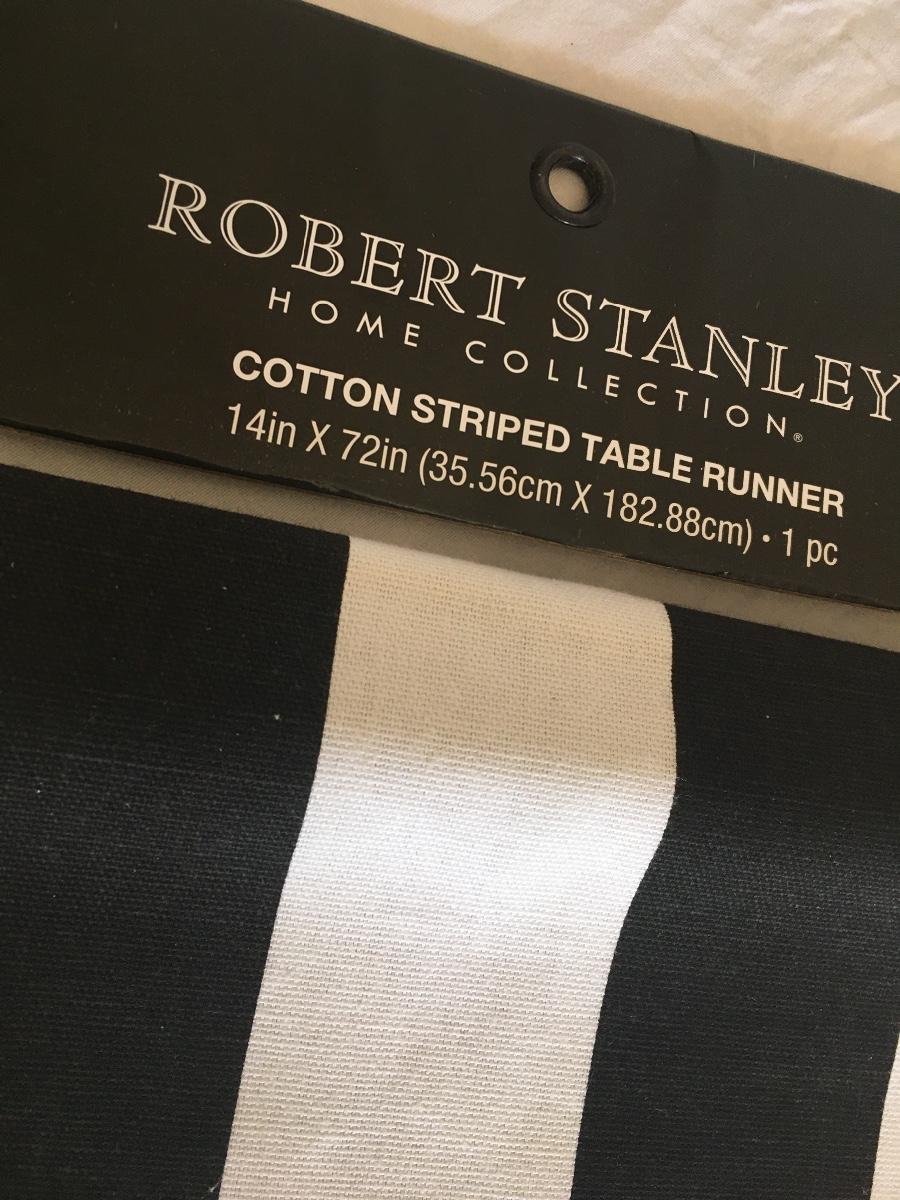 ROBERT STANLEY
HOME COLLECTION®
COTTON STRIPED TABLE RUNNER
14in X 72in (35.56cm X 182.88cm) • 1 pc